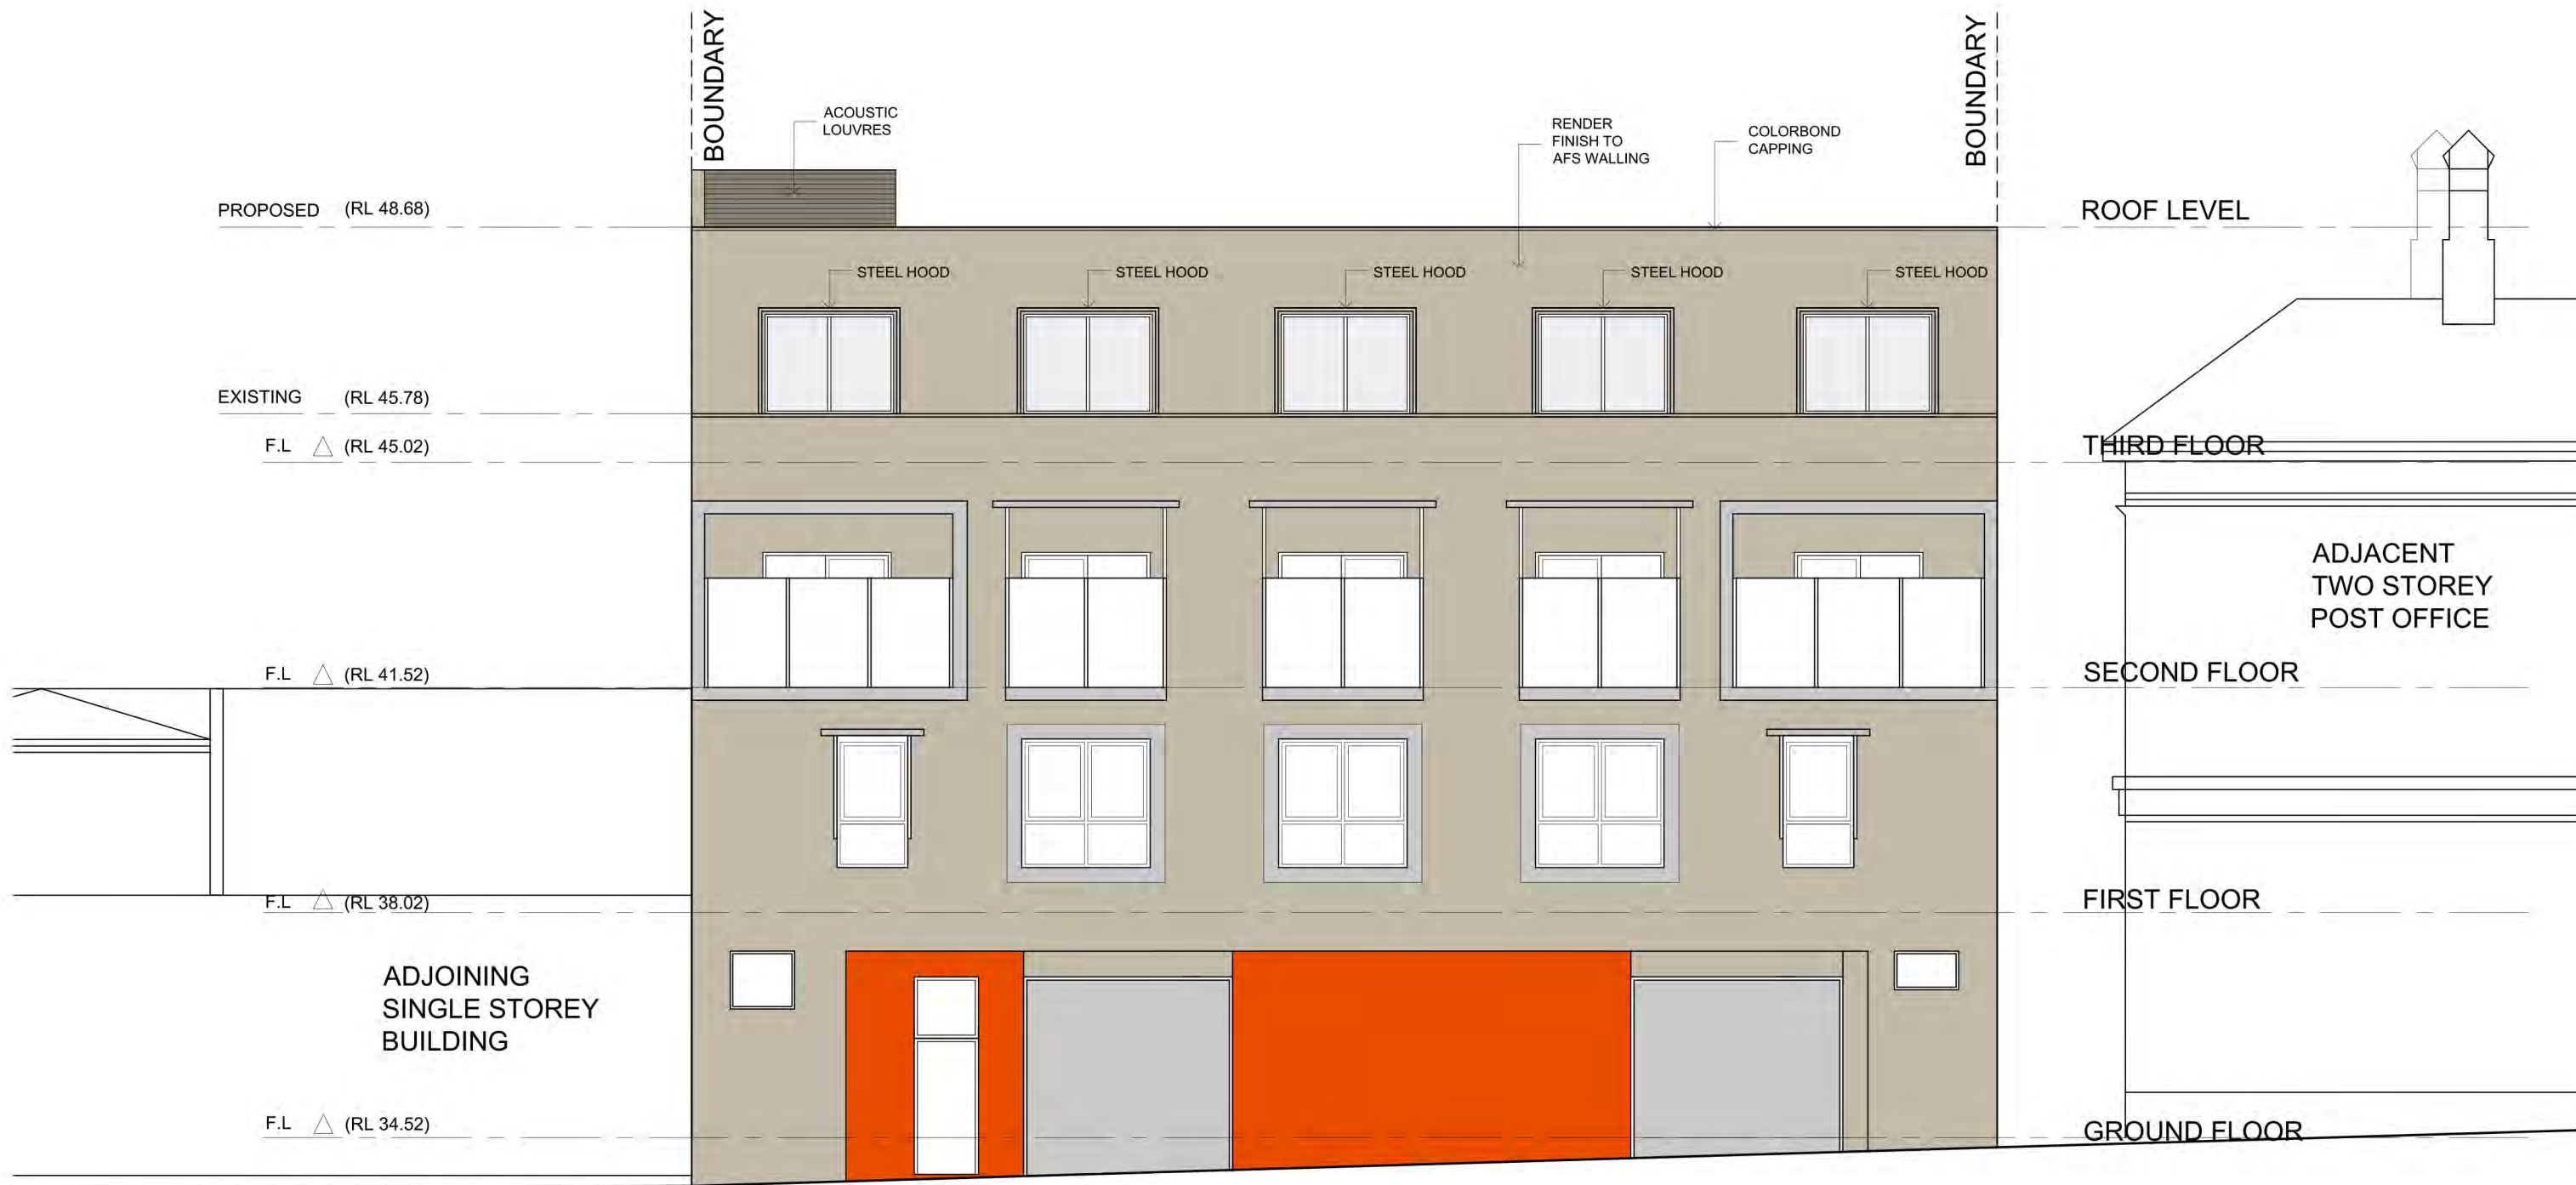 BOUNDARY
BOUNDARY
ACOUSTIC
LOUVRES
RENDER
FINISH TO
AFS WALLING
COLORBOND
CAPPING
PROPOSED (RL 48.68)
ROOF LEVEL
STEEL HOOD
STEEL HOOD
STEEL HOOD
STEEL HOOD
STEEL HOOD
EXISTING (RL 45.78)
F.L (RL 45.02)
THIRD FLOOR
ADJACENT
TWO STOREY
POST OFFICE
F.L (RL 41.52)
SECOND FLOOR
F.L (RL 38.02)
FIRST FLOOR
ADJOINING
SINGLE STOREY
BUILDING
F.L (RL 34.52)
GROUND FLOOR